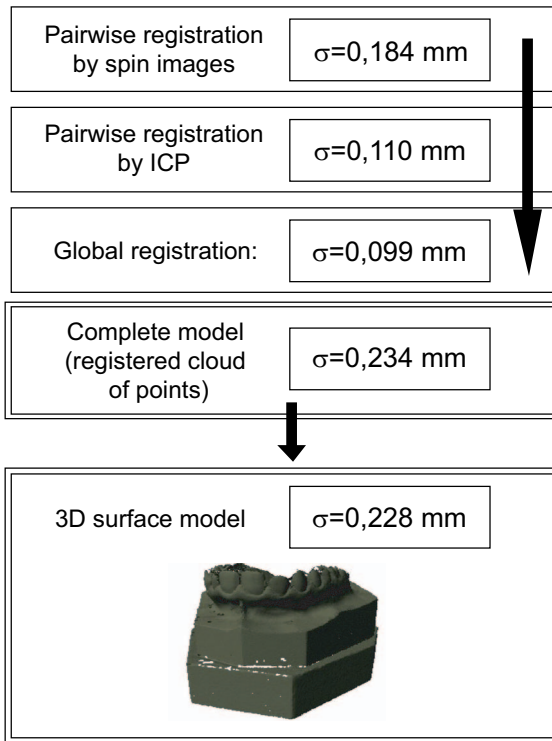 Pairwise registration
by spin images
σ=0,184 mm
Pairwise registration
by ICP
σ=0,110 mm
Global registration:
σ=0,099 mm
Complete model
(registered cloud
of points)
σ=0,234 mm
3D surface model
σ=0,228 mm